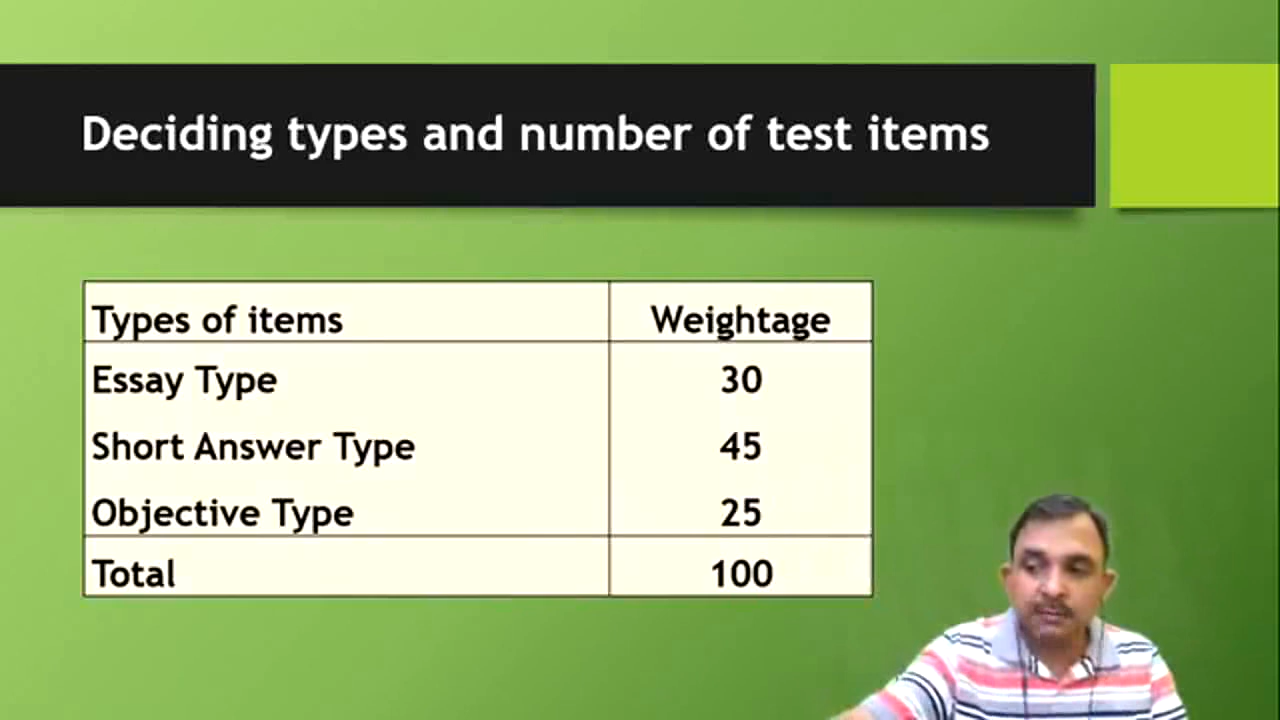 Deciding types and number of test items
Types of items Weightage
Essay Type 30
Short Answer Type 45
Objective Type 25
Total 100